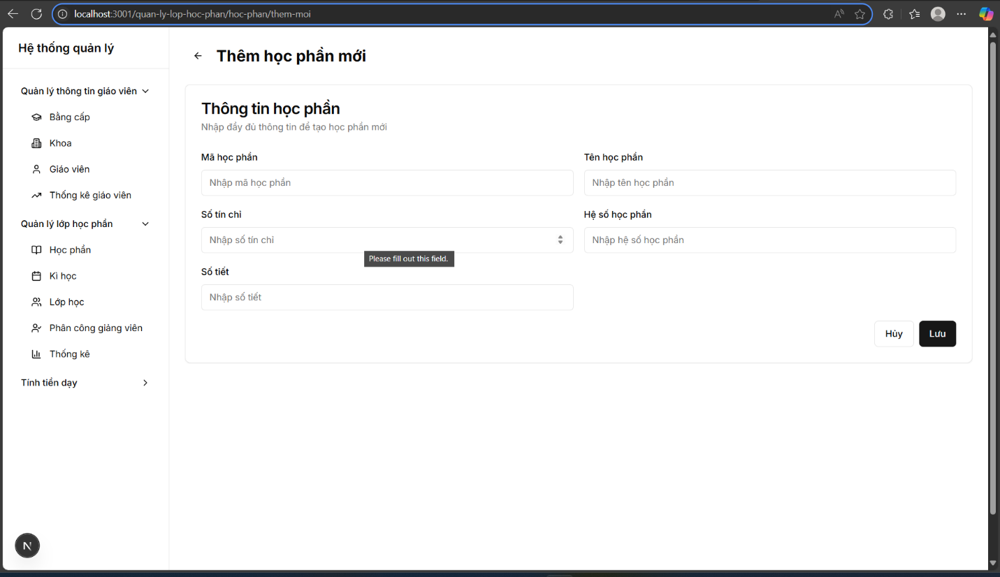 localhost:3001/quan-ly-lop-hoc-phan/hoc-phan/them-moi
Hệ thống quản lý
Quản lý thông tin giáo viên
Bằng cấp
Khoa
Giáo viên
Thống kê giáo viên
Quản lý lớp học phần
Học phần
Kì học
Lớp học
Phân công giảng viên
Thống kê
Tính tiền dạy
N
Thêm học phần mới
Thông tin học phần
Nhập đầy đủ thông tin để tạo học phần mới
Mã học phần
Tên học phần
Nhập mã học phần
Nhập tên học phần
Số tín chỉ
Hệ số học phần
Nhập số tín chỉ
Nhập hệ số học phần
Please fill out this field.
Số tiết
Nhập số tiết
Hủy
Lưu